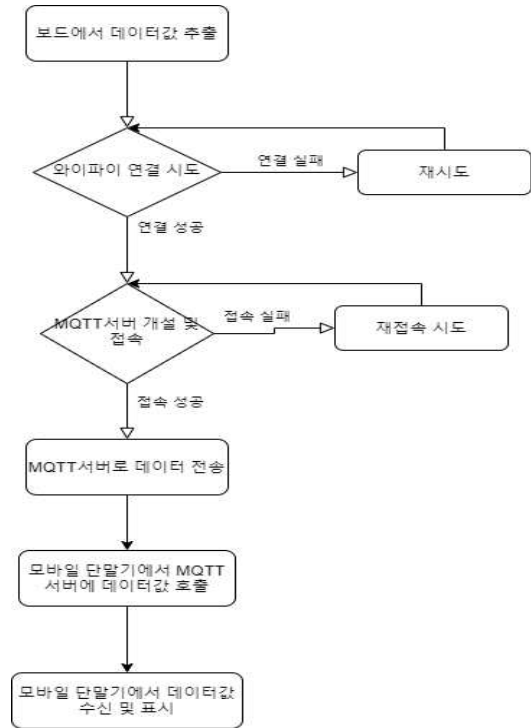 보드에서 데이터값 추출
와이파이 연결 시도
연결 실패
재시도
연결 성공
MQTT서버 개설 및
접속
접속 실패
재접속 시도
접속 성공
MQTT서버로 데이터 전송
모바일 단말기에서 MQTT
서버에 데이터값 호출
모바일 단말기에서 데이터값
수신 및 표시